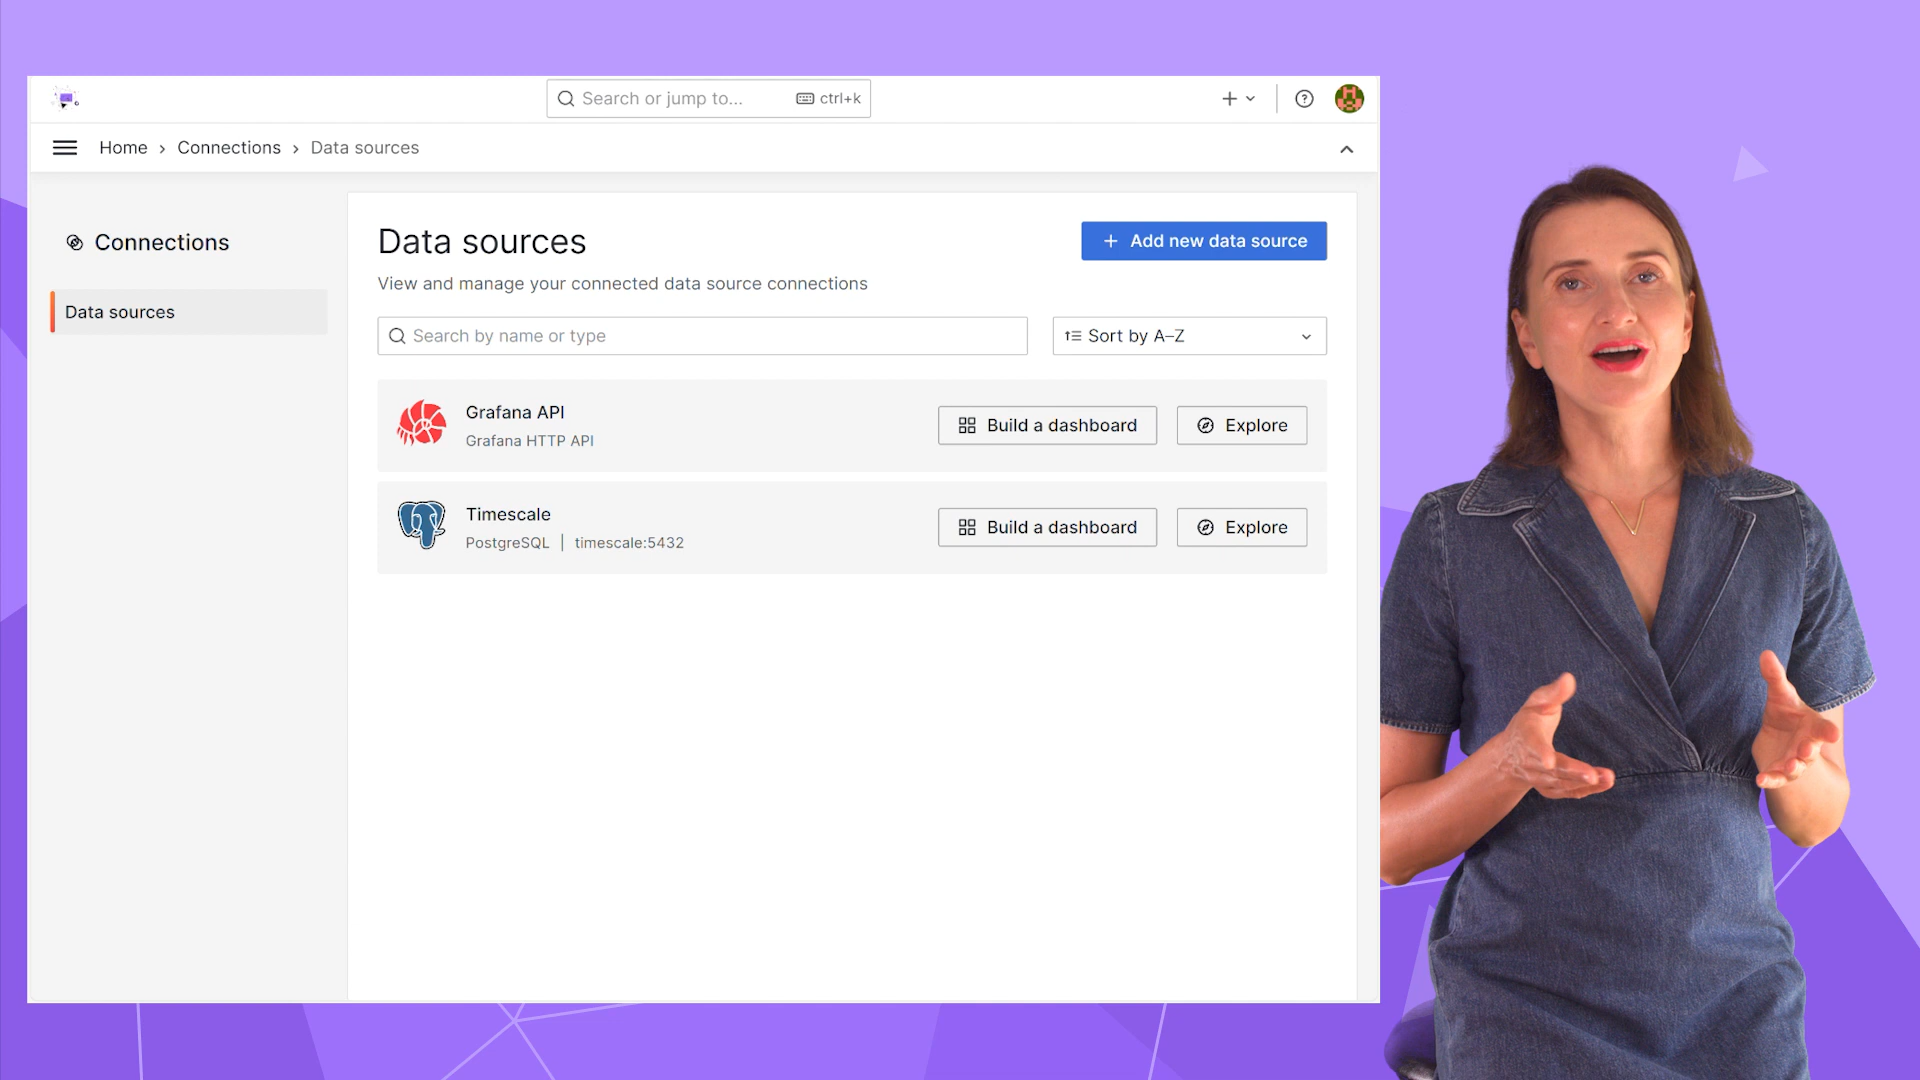 Search or jump to... ctrl+k
Home › Connections › Data sources
Connections
Data sources
Data sources
+ Add new data source
View and manage your connected data source connections
Search by name or type
Sort by A–Z
Grafana API
Grafana HTTP API
Build a dashboard
Explore
Timescale
PostgreSQL | timescale:5432
Build a dashboard
Explore